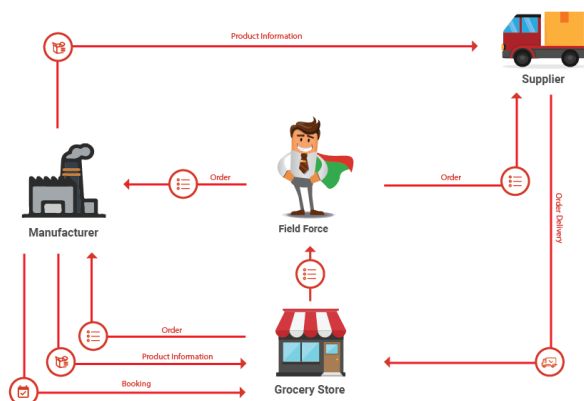 Product Information
Supplier
Order
Order
Manufacturer
Field Force
Order Delivery
Order
Product Information
Booking
Grocery Store